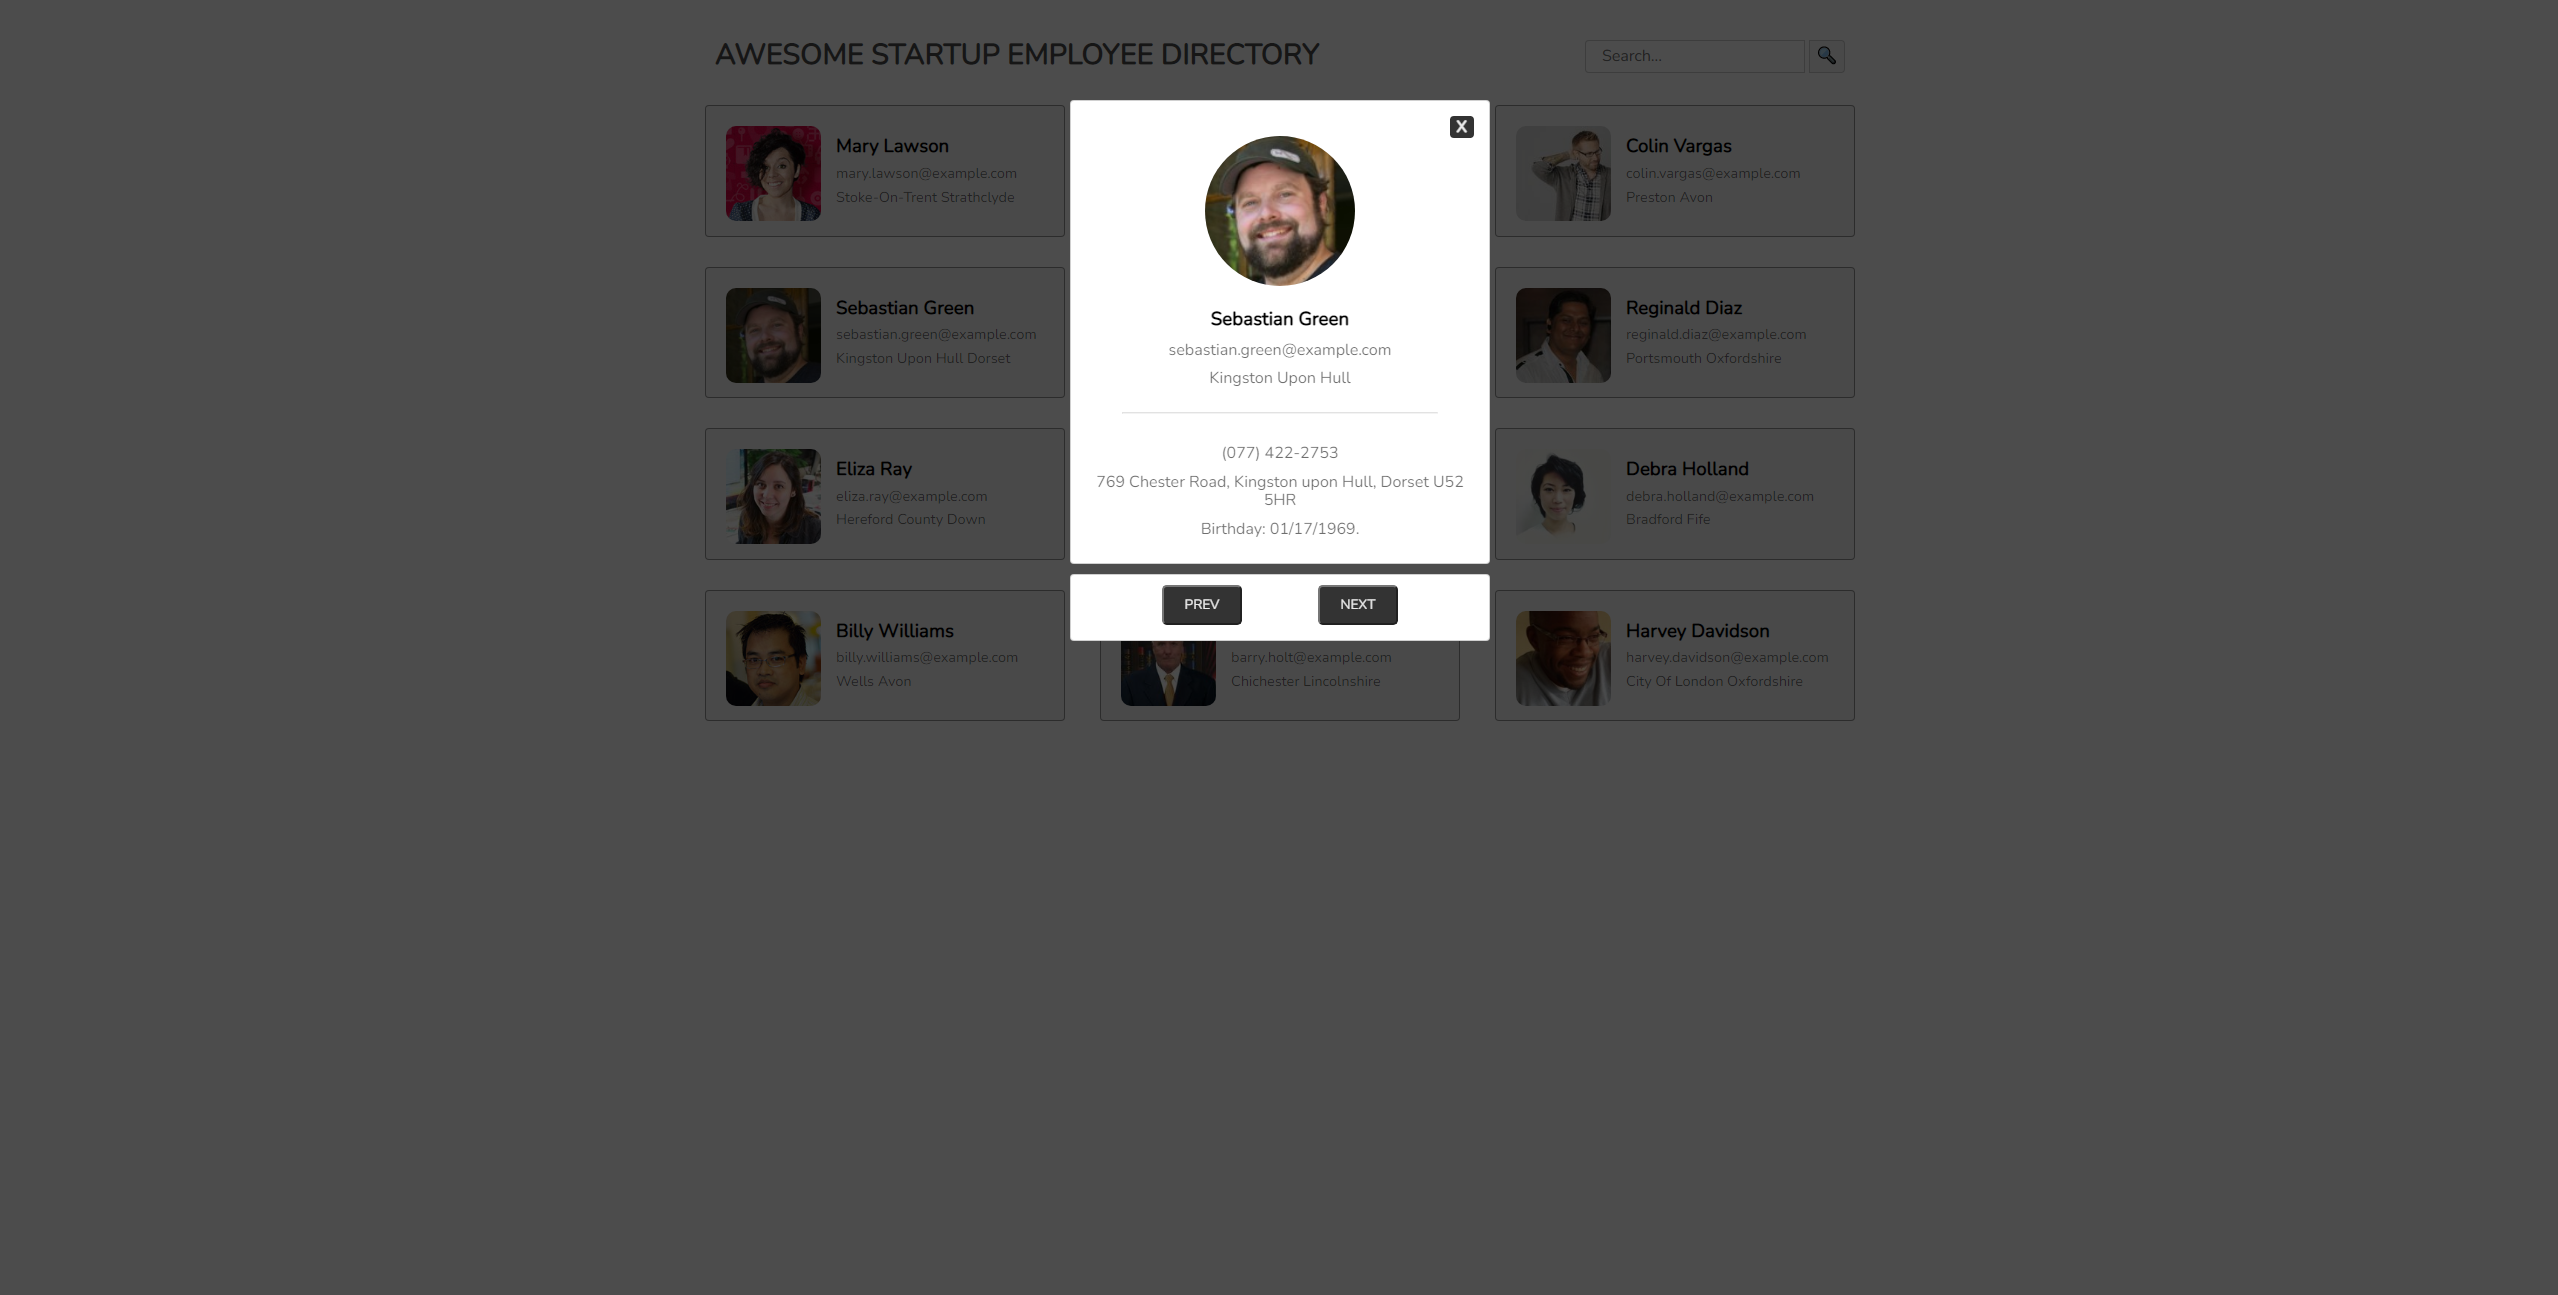 AWESOME STARTUP EMPLOYEE DIRECTORY
Search...
Mary Lawson
mary.lawson@example.com
Stoke-On-Trent Strathclyde
Colin Vargas
colin.vargas@example.com
Preston Avon
Sebastian Green
sebastian.green@example.com
Kingston Upon Hull Dorset
Reginald Diaz
reginald.diaz@example.com
Portsmouth Oxfordshire
Eliza Ray
eliza.ray@example.com
Hereford County Down
Debra Holland
debra.holland@example.com
Bradford Fife
Billy Williams
billy.williams@example.com
Wells Avon
barry.holt@example.com
Chichester Lincolnshire
Harvey Davidson
harvey.davidson@example.com
City Of London Oxfordshire
X
Sebastian Green
sebastian.green@example.com
Kingston Upon Hull
(077) 422-2753
769 Chester Road, Kingston upon Hull, Dorset U52
5HR
Birthday: 01/17/1969.
PREV
NEXT